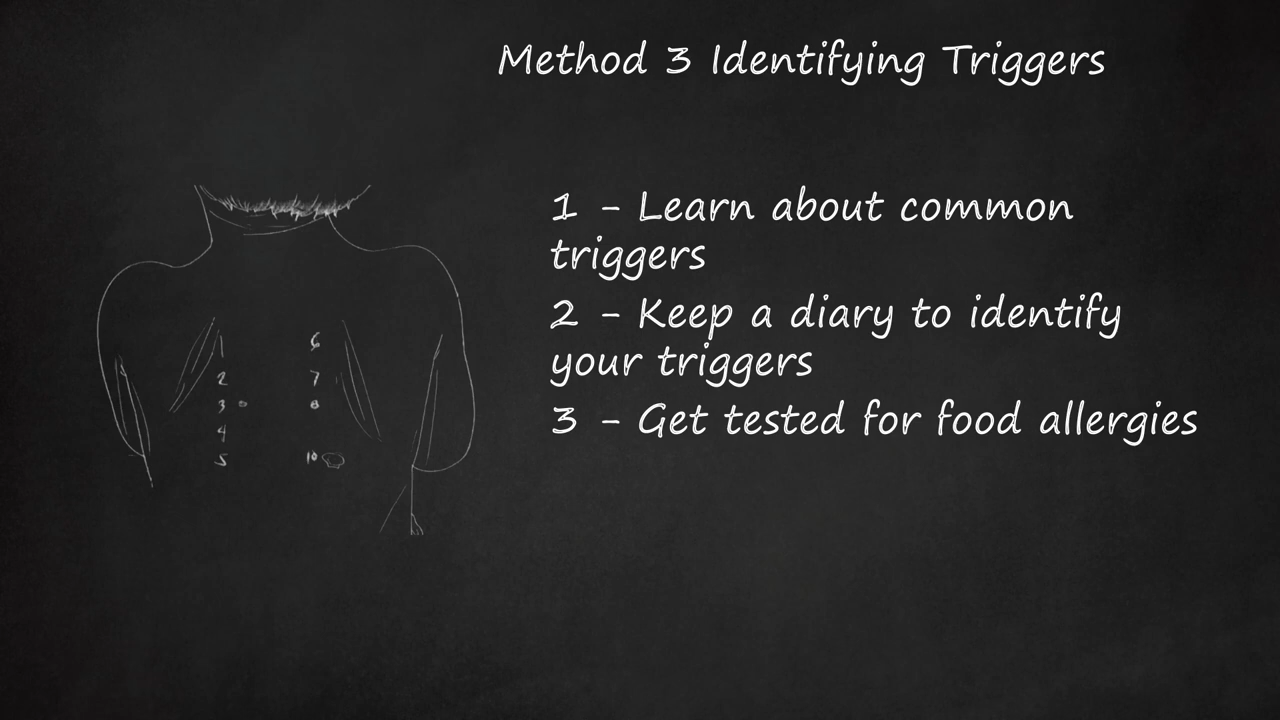 Method 3 Identifying Triggers
1 - Learn about common
triggers
2 - Keep a diary to identify
your triggers
3 - Get tested for food allergies
1
6
2
7
3
8
4
5
10